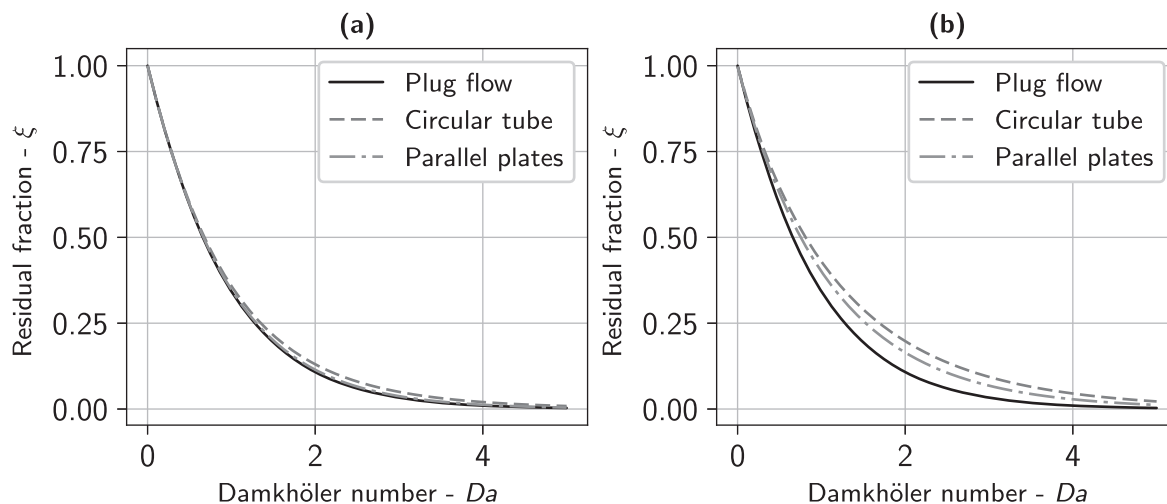 (a)
1.00
0.75
0.50
0.25
0.00
Residual fraction - ξ
Plug flow
Circular tube
Parallel plates
0
2
4
Damkhöler number - Da
(b)
1.00
0.75
0.50
0.25
0.00
Residual fraction - ξ
Plug flow
Circular tube
Parallel plates
0
2
4
Damkhöler number - Da